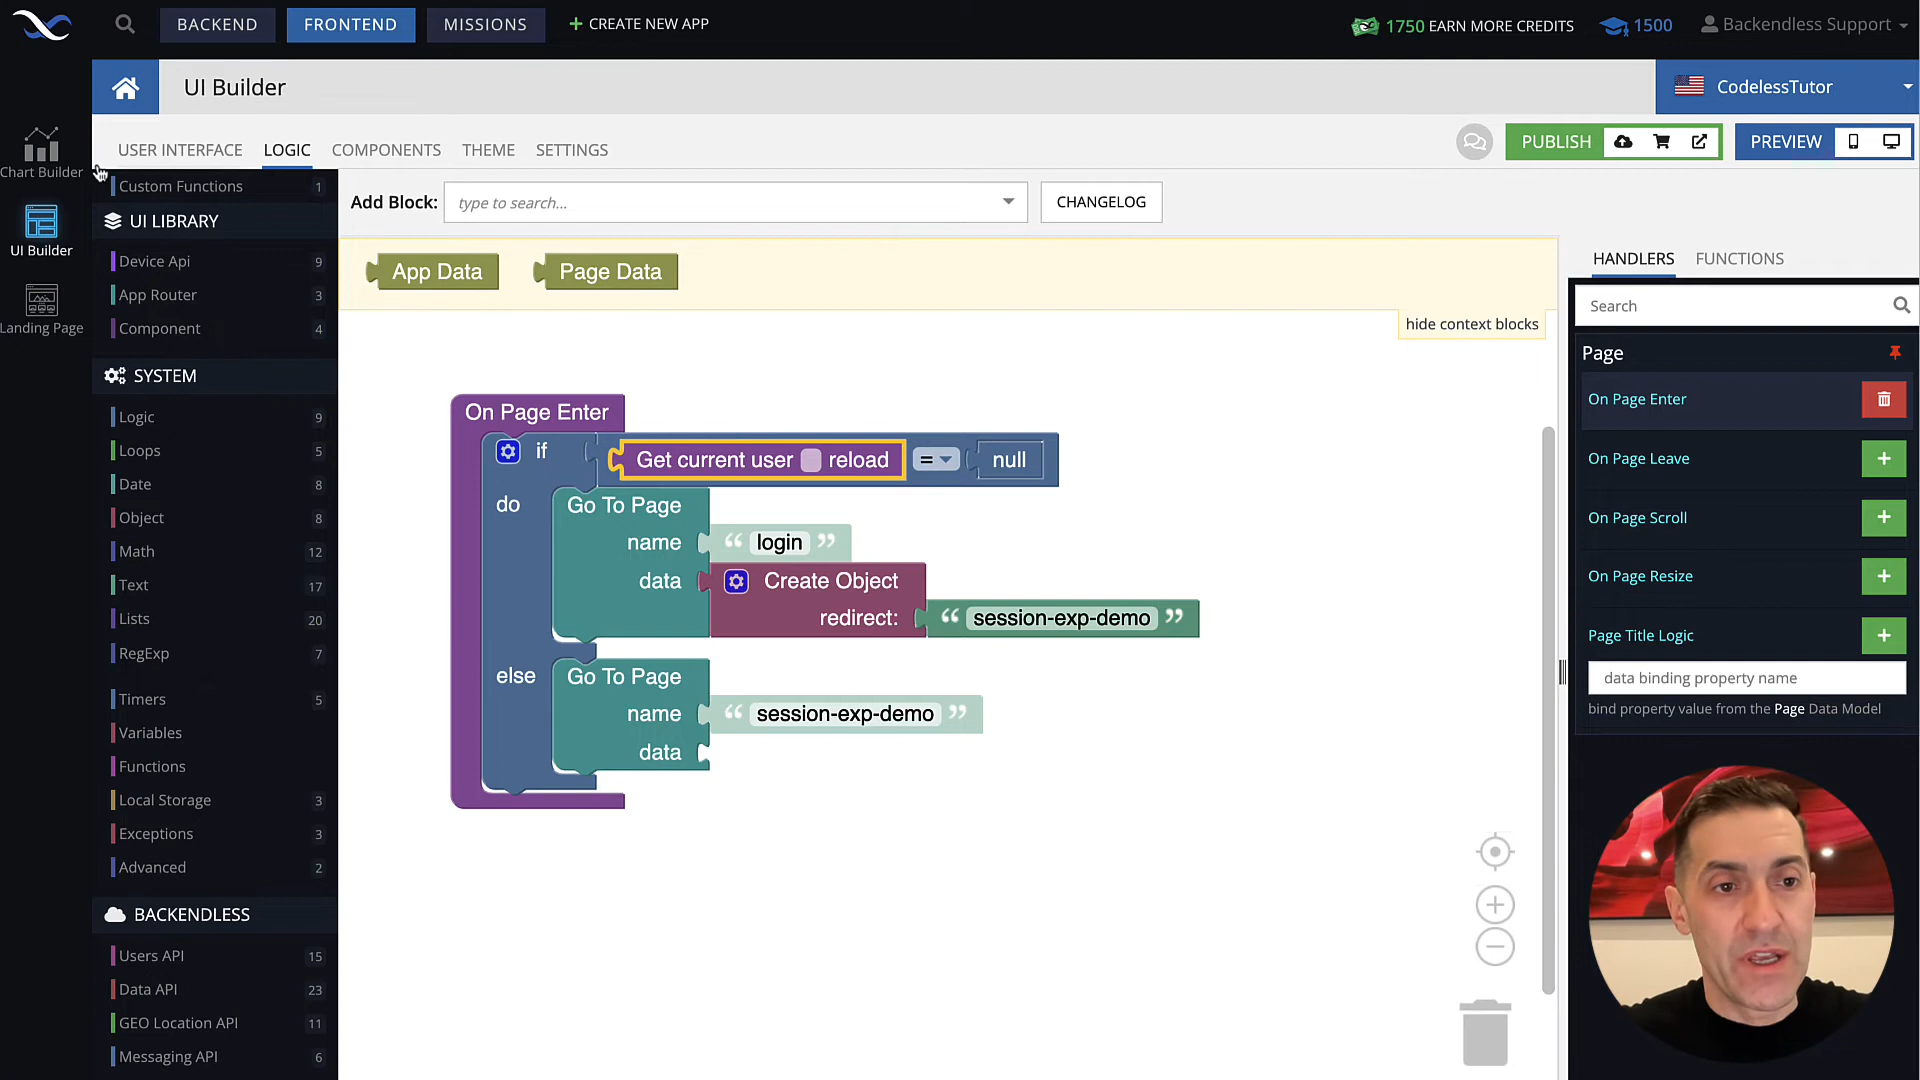 BACKEND
FRONTEND
MISSIONS
+ CREATE NEW APP
1750 EARN MORE CREDITS
1500
Backendless Support
UI Builder
CodelessTutor
Chart Builder
UI Builder
Landing Page
USER INTERFACE
LOGIC
COMPONENTS
THEME
SETTINGS
PUBLISH
PREVIEW
Custom Functions 1
UI LIBRARY
Device Api 9
App Router 3
Component 4
SYSTEM
Logic 9
Loops 6
Date 8
Object 8
Math 12
Text 17
Lists 20
RegExp 7
Timers 5
Variables
Functions
Local Storage 3
Exceptions 3
Advanced 2
BACKENDLESS
Users API 15
Data API 23
GEO Location API 11
Messaging API 6
Add Block: type to search...
CHANGELOG
App Data
Page Data
hide context blocks
On Page Enter
if Get current user reload = null
do Go To Page
name “ login ”
data Create Object
redirect: “ session-exp-demo ”
else Go To Page
name “ session-exp-demo ”
data
HANDLERS
FUNCTIONS
Search
Page
On Page Enter
On Page Leave
On Page Scroll
On Page Resize
Page Title Logic
data binding property name
bind property value from the Page Data Model